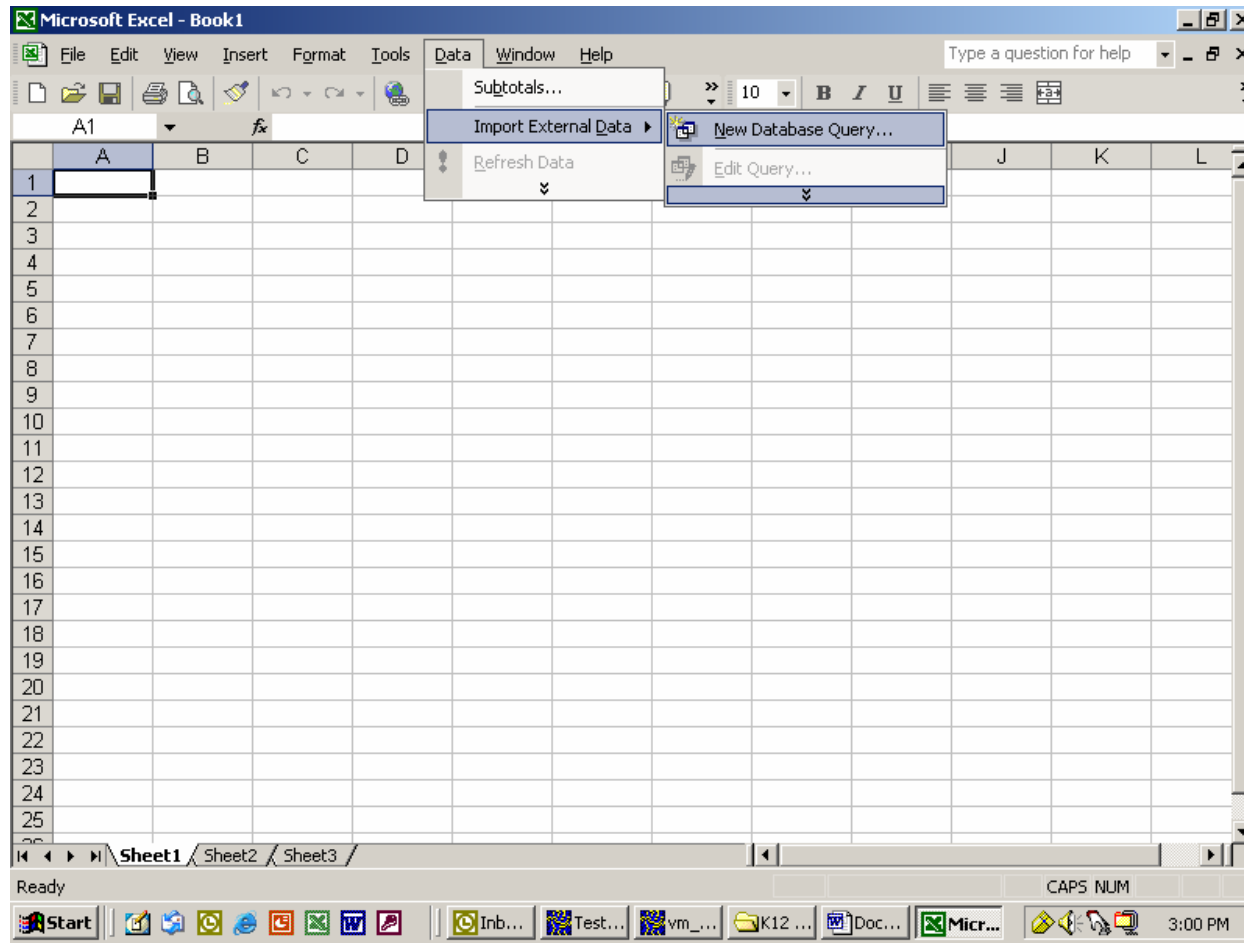 Microsoft Excel - Book1
File Edit View Insert Format Tools Data Window Help Type a question for help
Subtotals...
10 B I U
A1 fx
Import External Data New Database Query...
Refresh Data Edit Query...
A B C D J K L
1
2
3
4
5
6
7
8
9
10
11
12
13
14
15
16
17
18
19
20
21
22
23
24
25
Sheet1 Sheet2 Sheet3
Ready CAPS NUM
Start Inb... Test... vm_... K12 ... Doc... Micr... 3:00 PM